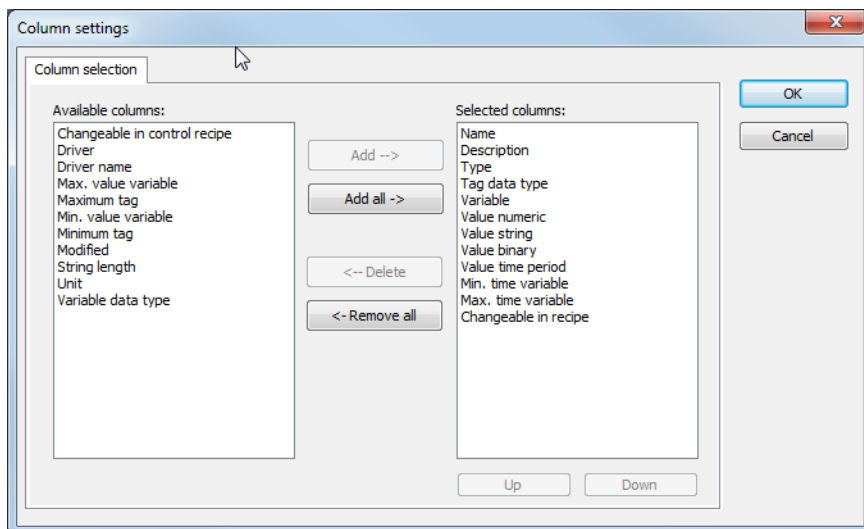 Column settings
Column selection
Available columns:
Changeable in control recipe
Driver
Driver name
Max. value variable
Maximum tag
Min. value variable
Minimum tag
Modified
String length
Unit
Variable data type
Add -->
Add all ->
<-- Delete
<- Remove all
Selected columns:
Name
Description
Type
Tag data type
Variable
Value numeric
Value string
Value binary
Value time period
Min. time variable
Max. time variable
Changeable in recipe
Up
Down
OK
Cancel